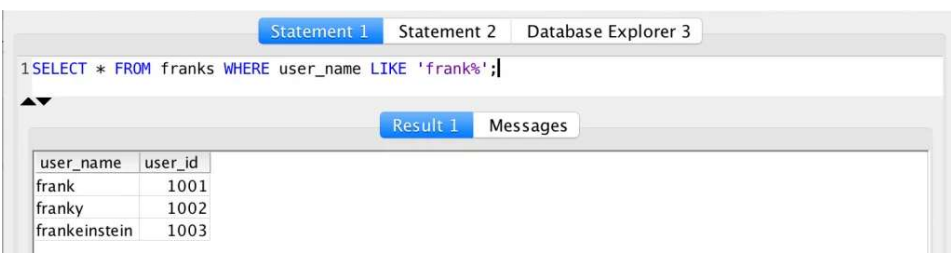 Statement 1 Statement 2 Database Explorer 3
1 SELECT * FROM franks WHERE user_name LIKE 'frank%';
Result 1 Messages
user_name user_id
frank 1001
franky 1002
frankeinstein 1003